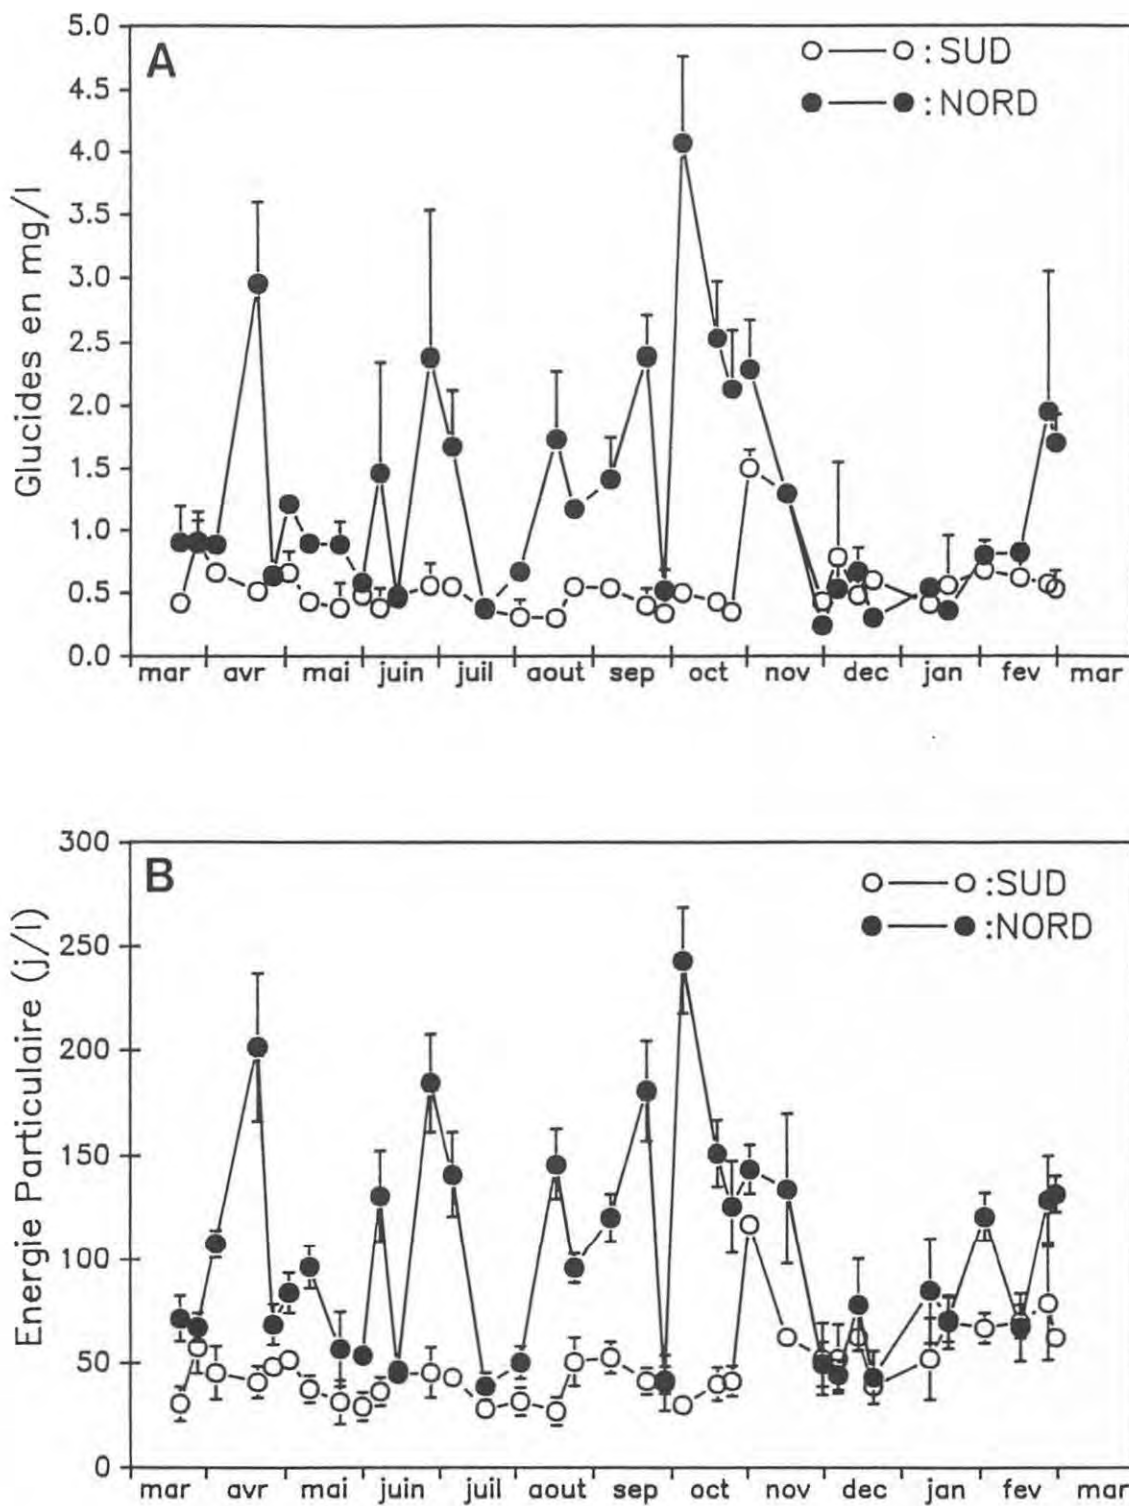 A
:SUD
:NORD
Glucides en mg/l
5.0
4.5
4.0
3.5
3.0
2.5
2.0
1.5
1.0
0.5
0.0
mar avr mai juin juil aout sep oct nov dec jan fev mar
B
:SUD
:NORD
Energie Particulaire (j/l)
300
250
200
150
100
50
0
mar avr mai juin juil aout sep oct nov dec jan fev mar